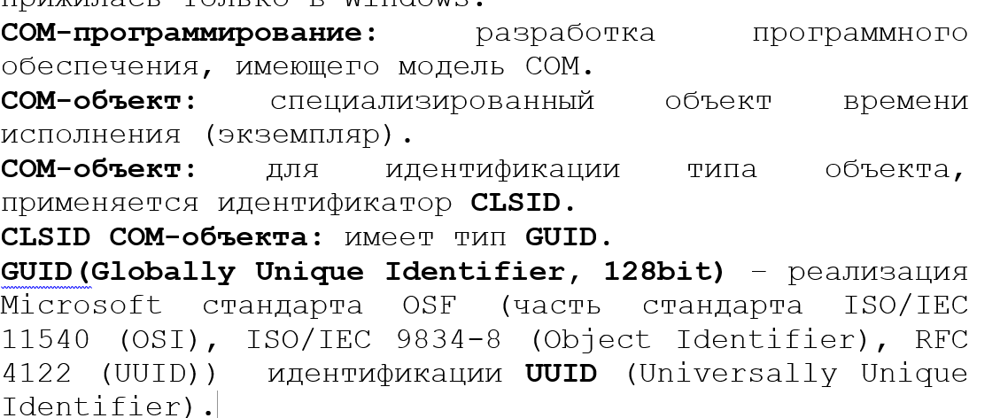 прижилась только в Windows.
COM-программирование: разработка программного
обеспечения, имеющего модель COM.
COM-объект: специализированный объект времени
исполнения (экземпляр).
COM-объект: для идентификации типа объекта,
применяется идентификатор CLSID.
CLSID COM-объекта: имеет тип GUID.
GUID(Globally Unique Identifier, 128bit) – реализация
Microsoft стандарта OSF (часть стандарта ISO/IEC
11540 (OSI), ISO/IEC 9834-8 (Object Identifier), RFC
4122 (UUID)) идентификации UUID (Universally Unique
Identifier).